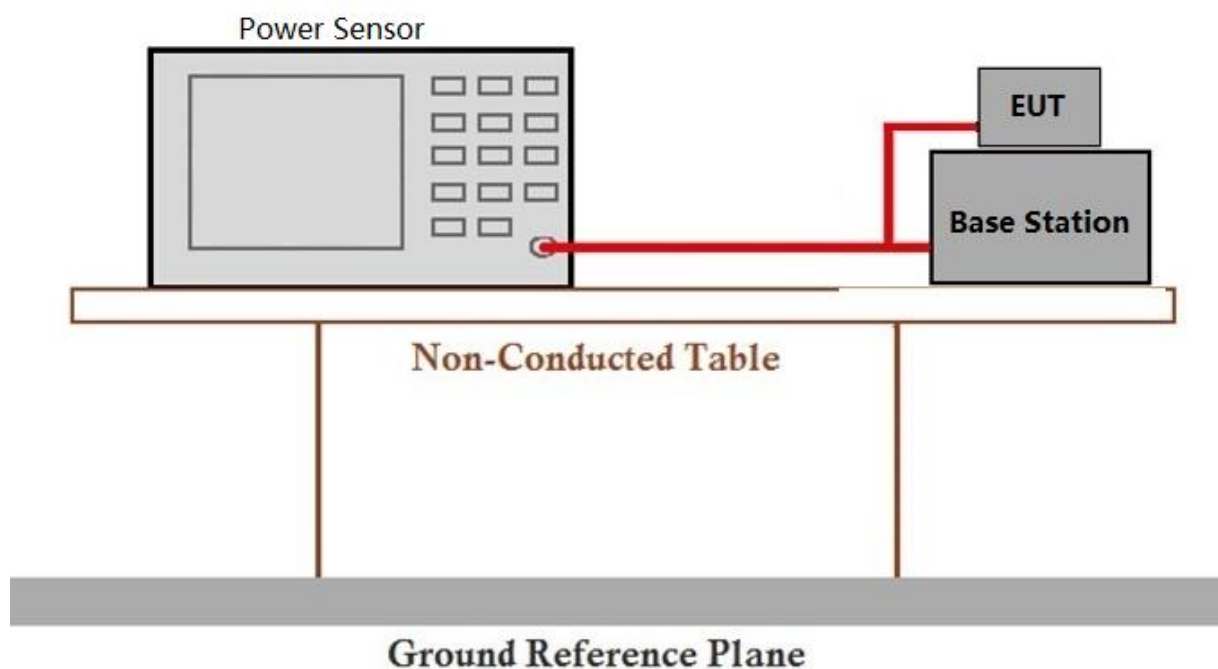 Power Sensor
EUT
Base Station
Non-Conducted Table
Ground Reference Plane